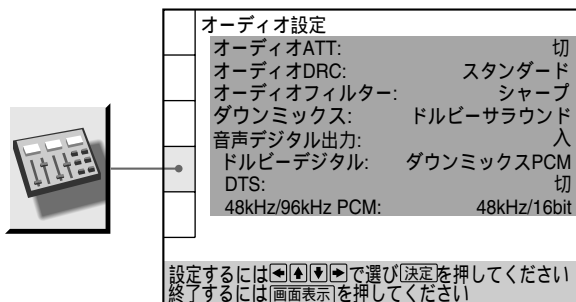 オーディオ設定
オーディオATT: 切
オーディオDRC: スタンダード
オーディオフィルター: シャープ
ダウンミックス: ドルビーサラウンド
音声デジタル出力: 入
ドルビーデジタル: ダウンミックスPCM
DTS: 切
48kHz/96kHz PCM: 48kHz/16bit
設定するには←↑↓→で選び決定を押してください
終了するには画面表示を押してください